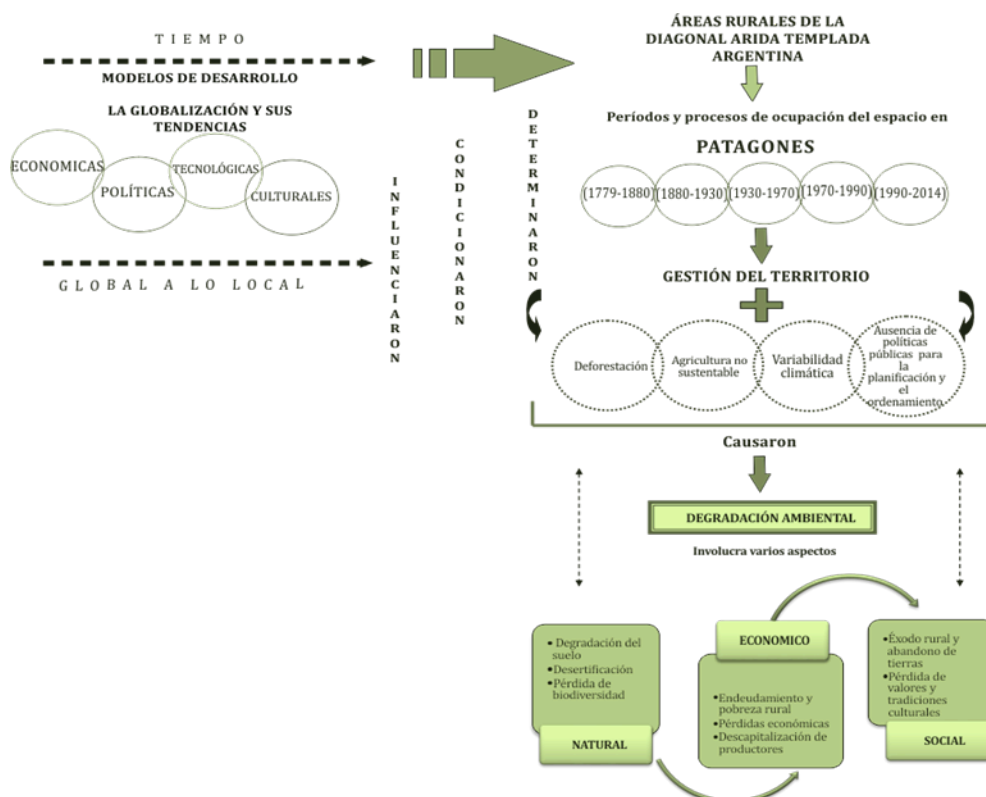 TIEMPO
MODELOS DE DESARROLLO
LA GLOBALIZACIÓN Y SUS
TENDENCIAS
ECONOMICAS
POLÍTICAS
TECNOLÓGICAS
CULTURALES
GLOBAL A LO LOCAL
INFLUENCIARON
CONDICIONARON
DETERMINARON
ÁREAS RURALES DE LA
DIAGONAL ARIDA TEMPLADA
ARGENTINA
Períodos y procesos de ocupación del espacio en
PATAGONES
(1779-1880)
(1880-1930)
(1930-1970)
(1970-1990)
(1990-2014)
GESTIÓN DEL TERRITORIO
Deforestación
Agricultura no
sustentable
Variabilidad
climática
Ausencia de
políticas
públicas para
la
planificación y
el
ordenamiento
Causaron
DEGRADACIÓN AMBIENTAL
Involucra varios aspectos
•Degradación del
suelo
•Desertificación
•Pérdida de
biodiversidad
NATURAL
ECONOMICO
•Endeudamiento y
pobreza rural
•Pérdidas económicas
•Descapitalización de
productores
•Éxodo rural y
abandono de
tierras
•Pérdida de
valores y
tradiciones
culturales
SOCIAL